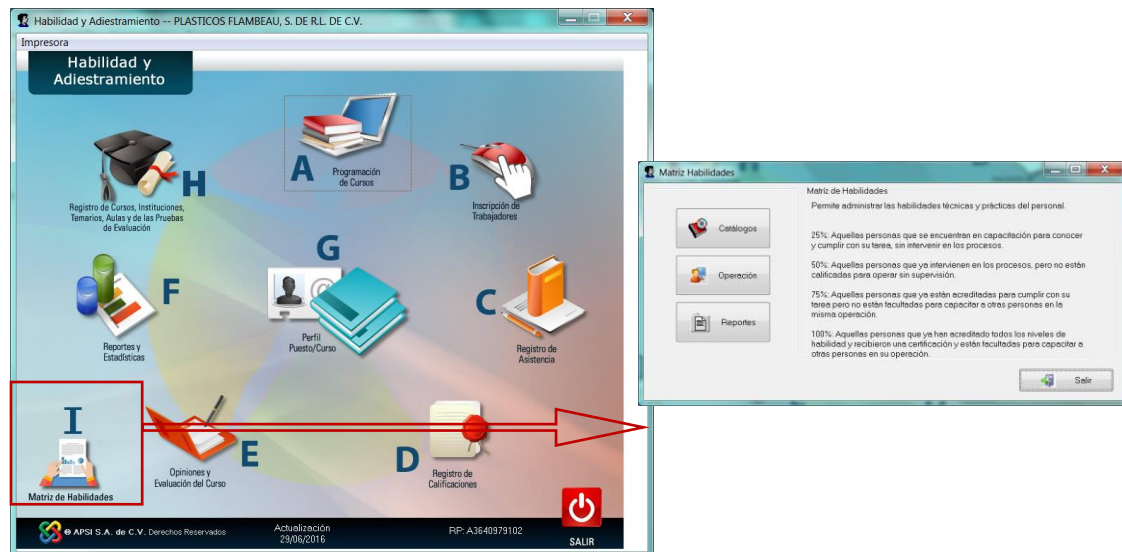 Habilidad y Adiestramiento -- PLASTICOS FLAMBEAU, S. DE R.L. DE C.V.
Impresora
Habilidad y
Adiestramiento
A
Programación
de Cursos
B
Inscripción de
Trabajadores
H
Registro de Cursos, Instituciones,
Temarios, Aulas y de las Pruebas
de Evaluación
G
Perfil
Puesto/Curso
F
Reportes y
Estadísticas
C
Registro de
Asistencia
I
Matriz de Habilidades
E
Opiniones y
Evaluación del Curso
D
Registro de
Calificaciones
© APSI S.A. de C.V. Derechos Reservados
Actualización
29/06/2016
RP: A3640979102
SALIR
Matriz Habilidades
Catálogos
Operación
Reportes
Matriz de Habilidades
Permite administrar las habilidades técnicas y prácticas del personal.
25%: Aquellas personas que se encuentran en capacitación para conocer
y cumplir con su tarea, sin intervenir en los procesos.
50%: Aquellas personas que ya intervienen en los procesos, pero no están
calificadas para operar sin supervisión.
75%: Aquellas personas que ya están acreditadas para cumplir con su
tarea pero no están facultadas para capacitar a otras personas en la
misma operación.
100%: Aquellas personas que ya han acreditado todos los niveles de
habilidad y recibieron una certificación y están facultadas para capacitar a
otras personas en su operación.
Salir